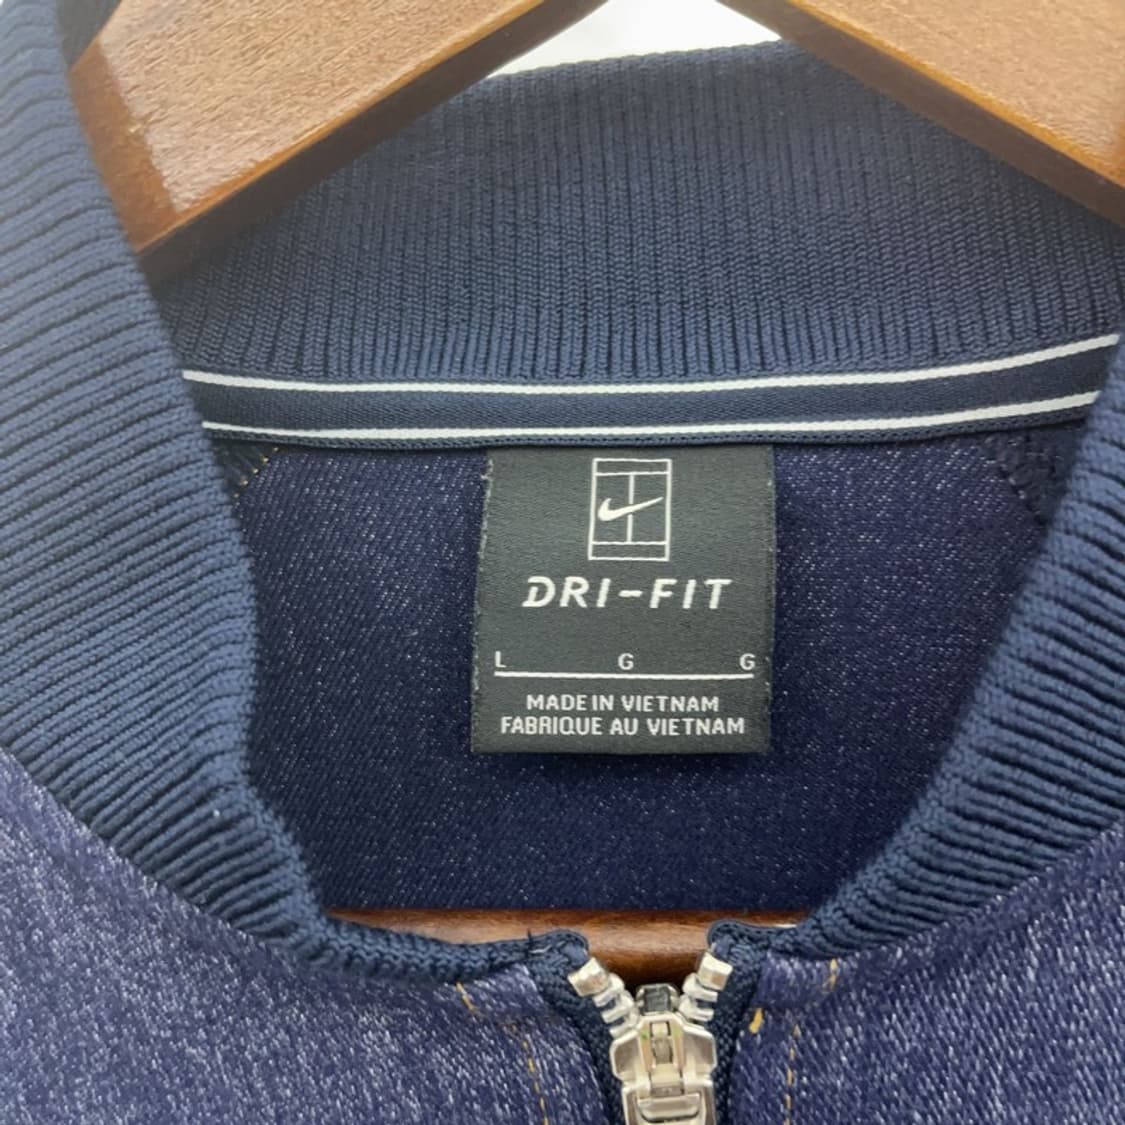 DRI-FIT
L G G
MADE IN VIETNAM
FABRIQUE AU VIETNAM